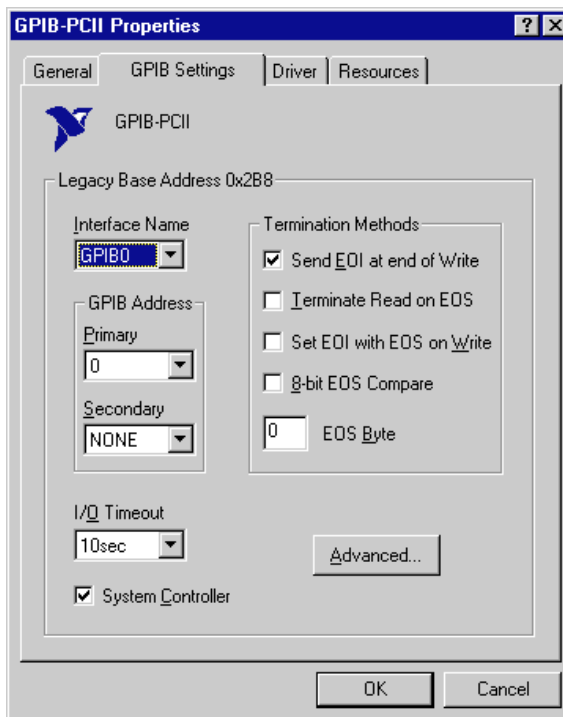 GPIB-PCII Properties
General
GPIB Settings
Driver
Resources
GPIB-PCII
Legacy Base Address 0x2B8
Interface Name
GPIB0
GPIB Address
Primary
0
Secondary
NONE
Termination Methods
Send EOI at end of Write
Terminate Read on EOS
Set EOI with EOS on Write
8-bit EOS Compare
0 EOS Byte
I/O Timeout
10sec
System Controller
Advanced...
OK
Cancel